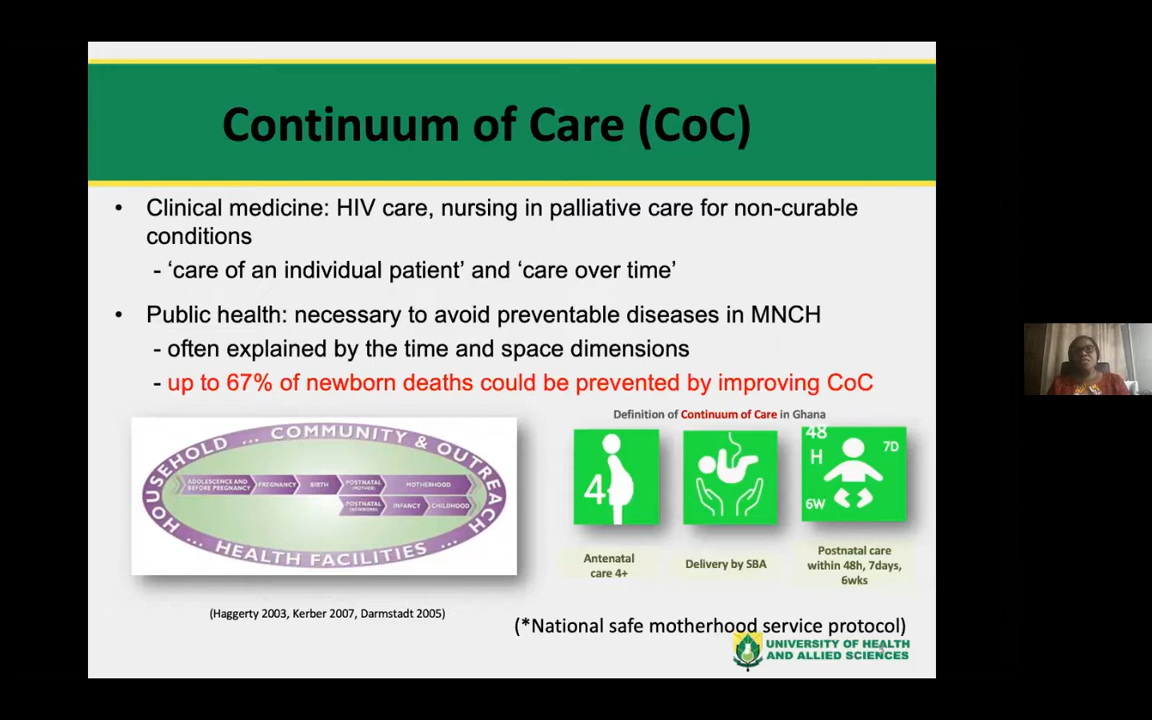 Continuum of Care (CoC)
• Clinical medicine: HIV care, nursing in palliative care for non-curable
conditions
- ‘care of an individual patient’ and ‘care over time’
• Public health: necessary to avoid preventable diseases in MNCH
- often explained by the time and space dimensions
- up to 67% of newborn deaths could be prevented by improving CoC
HOUSEHOLD ... COMMUNITY & OUTREACH
ADOLESCENCE AND
BEFORE PREGNANCY
PREGNANCY
BIRTH
POSTNATAL
(MOTHER)
MOTHERHOOD
POSTNATAL
(NEWBORN)
INFANCY
CHILDHOOD
... HEALTH FACILITIES ...
(Haggerty 2003, Kerber 2007, Darmstadt 2005)
Definition of Continuum of Care in Ghana
4
48
H
7D
6W
Antenatal
care 4+
Delivery by SBA
Postnatal care
within 48h, 7days,
6wks
(*National safe motherhood service protocol)
UNIVERSITY OF HEALTH
AND ALLIED SCIENCES